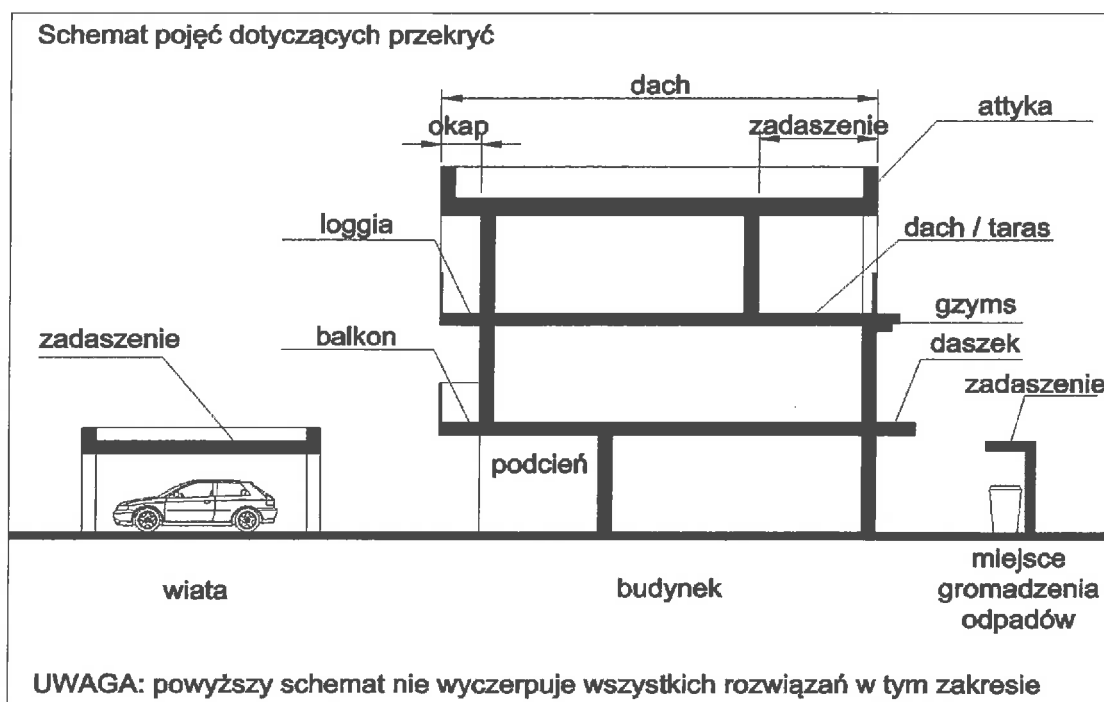 Schemat pojęć dotyczących przekryć
dach
okap
zadaszenie
attyka
loggia
dach / taras
gzyms
zadaszenie
balkon
daszek
zadaszenie
podcień
wiata
budynek
miejsce
gromadzenia
odpadów
UWAGA: powyższy schemat nie wyczerpuje wszystkich rozwiązań w tym zakresie